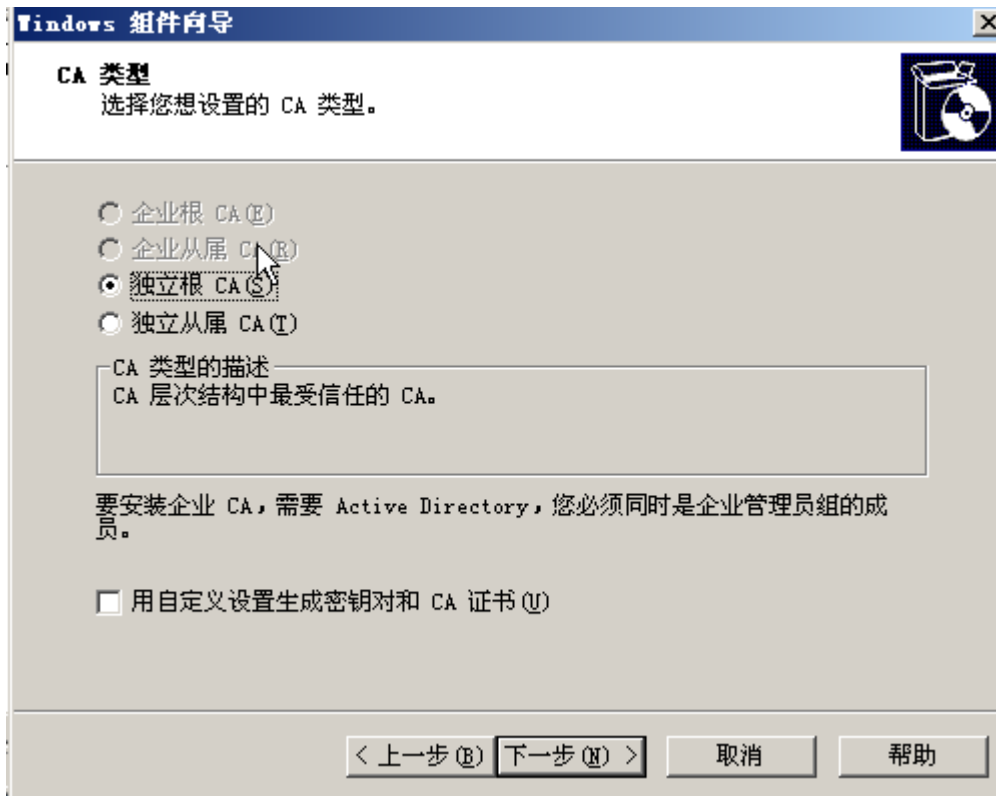 Windows 组件向导
CA 类型
选择您想设置的 CA 类型。
企业根 CA(E)
企业从属 CA(R)
独立根 CA(S)
独立从属 CA(T)
CA 类型的描述
CA 层次结构中最受信任的 CA。
要安装企业 CA，需要 Active Directory，您必须同时是企业管理员组的成
员。
用自定义设置生成密钥对和 CA 证书(U)
< 上一步(B) 下一步(N) > 取消 帮助